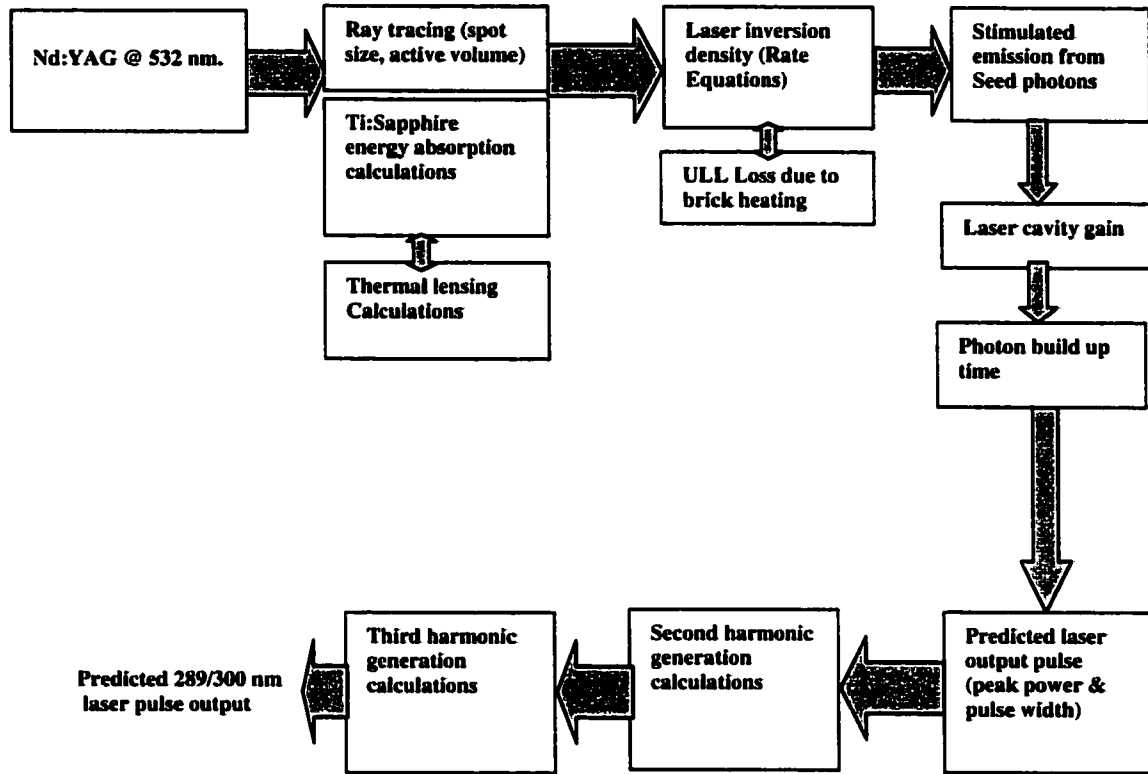 Nd:YAG @ 532 nm.
Ray tracing (spot
size, active volume)
Ti:Sapphire
energy absorption
calculations
Thermal lensing
Calculations
Laser inversion
density (Rate
Equations)
ULL Loss due to
brick heating
Stimulated
emission from
Seed photons
Laser cavity gain
Photon build up
time
Predicted laser
output pulse
(peak power &
pulse width)
Second harmonic
generation
calculations
Third harmonic
generation
calculations
Predicted 289/300 nm
laser pulse output